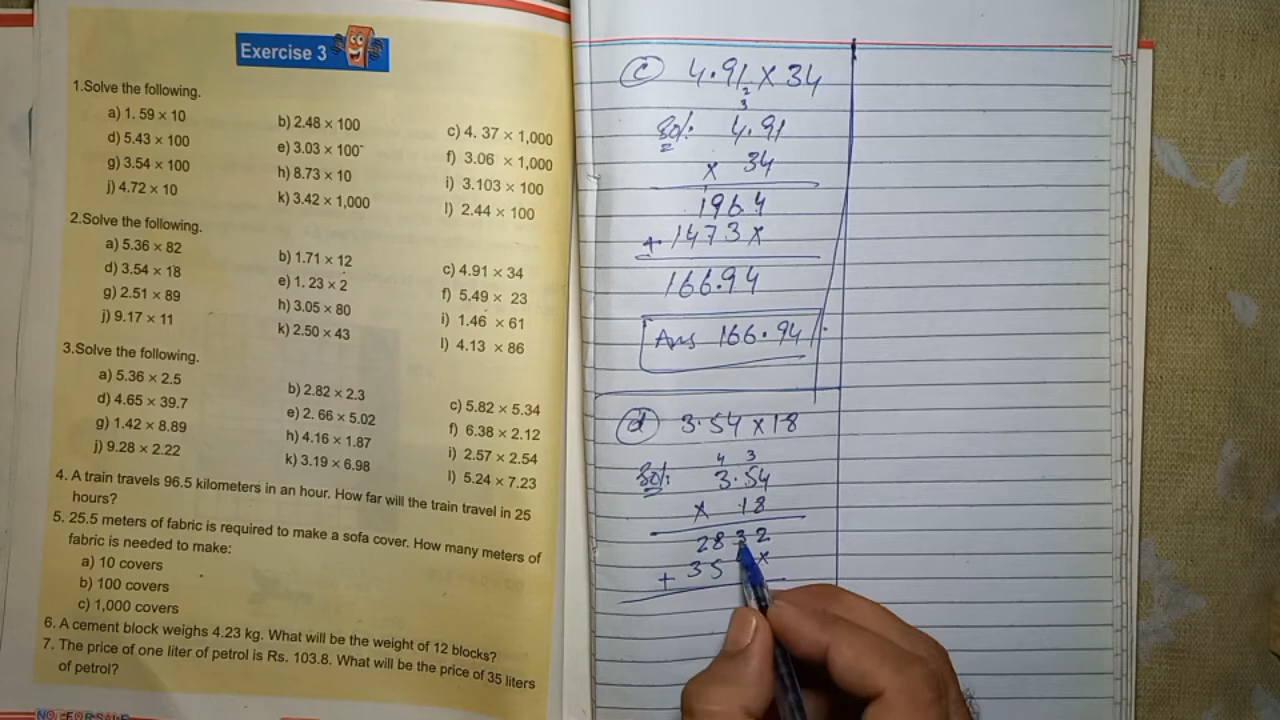 Exercise 3
1.Solve the following.
a) 1. 59 × 10
b) 2.48 × 100
c) 4. 37 × 1,000
d) 5.43 × 100
e) 3.03 × 100
f) 3.06 × 1,000
g) 3.54 × 100
h) 8.73 × 10
i) 3.103 × 100
j) 4.72 × 10
k) 3.42 × 1,000
l) 2.44 × 100
2.Solve the following.
a) 5.36 × 82
b) 1.71 × 12
c) 4.91 × 34
d) 3.54 × 18
e) 1. 23 × 2
f) 5.49 × 23
g) 2.51 × 89
h) 3.05 × 80
i) 1.46 × 61
j) 9.17 × 11
k) 2.50 × 43
l) 4.13 × 86
3.Solve the following.
a) 5.36 × 2.5
b) 2.82 × 2.3
c) 5.82 × 5.34
d) 4.65 × 39.7
e) 2. 66 × 5.02
f) 6.38 × 2.12
g) 1.42 × 8.89
h) 4.16 × 1.87
i) 2.57 × 2.54
j) 9.28 × 2.22
k) 3.19 × 6.98
l) 5.24 × 7.23
4. A train travels 96.5 kilometers in an hour. How far will the train travel in 25
hours?
5. 25.5 meters of fabric is required to make a sofa cover. How many meters of
fabric is needed to make:
a) 10 covers
b) 100 covers
c) 1,000 covers
6. A cement block weighs 4.23 kg. What will be the weight of 12 blocks?
7. The price of one liter of petrol is Rs. 103.8. What will be the price of 35 liters
of petrol?
NOT FOR SALE
c 4.91 × 34
2
3
Sol: 4.91
× 34
196 4
+ 1473 ×
166.94
Ans 166.94
d 3.54 × 18
4 3
Sol: 3.54
× 18
2832
+ 35 ×